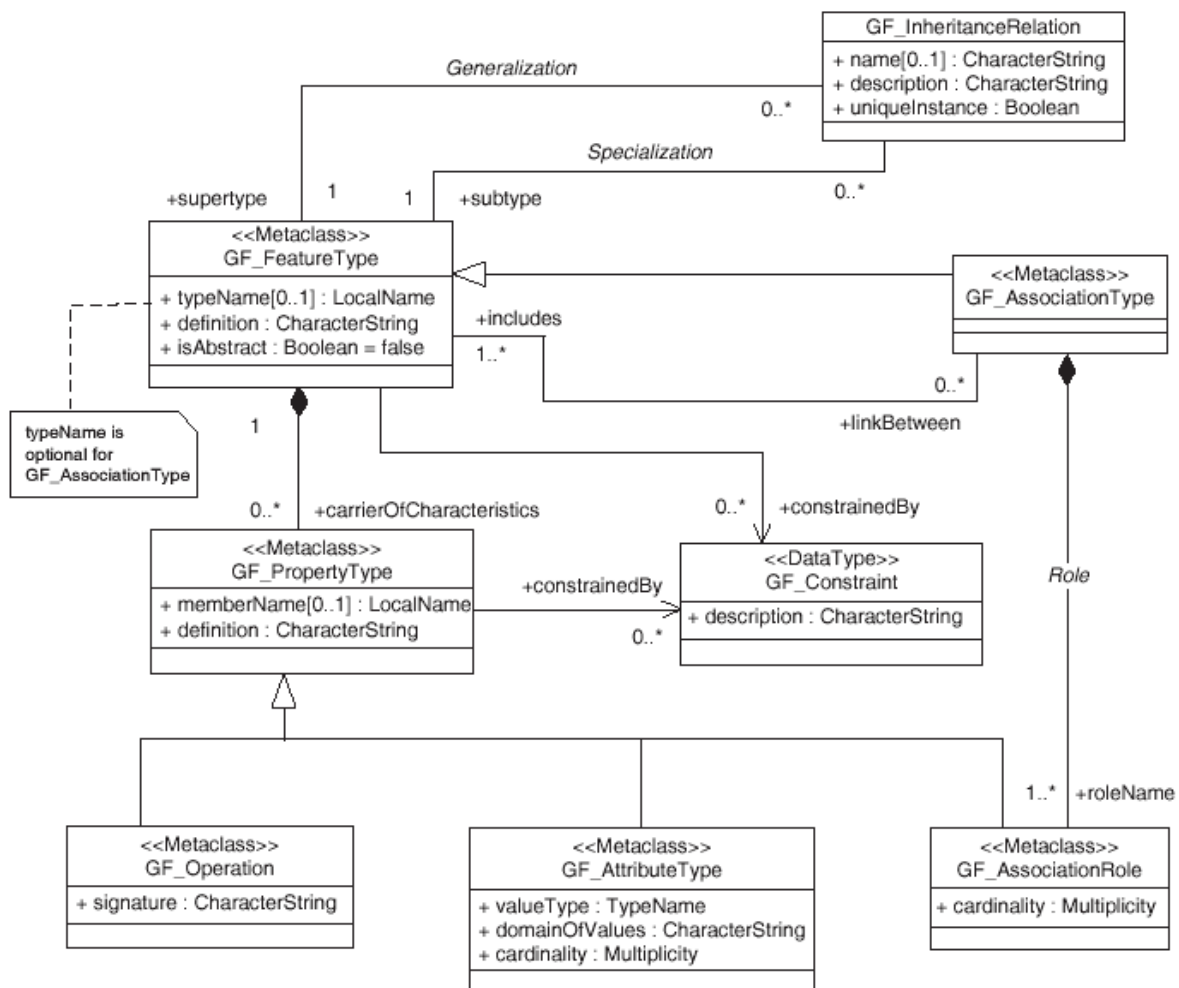 GF_InheritanceRelation
+ name[0..1] : CharacterString
+ description : CharacterString
+ uniqueInstance : Boolean
Generalization
0..*
Specialization
0..*
+supertype
1
1
+subtype
<<Metaclass>>
GF_FeatureType
+ typeName[0..1] : LocalName
+ definition : CharacterString
+ isAbstract : Boolean = false
<<Metaclass>>
GF_AssociationType
+includes
1..*
0..*
+linkBetween
typeName is
optional for
GF_AssociationType
1
0..*
+carrierOfCharacteristics
0..*
+constrainedBy
<<Metaclass>>
GF_PropertyType
+ memberName[0..1] : LocalName
+ definition : CharacterString
+constrainedBy
0..*
<<DataType>>
GF_Constraint
+ description : CharacterString
Role
1..*
+roleName
<<Metaclass>>
GF_Operation
+ signature : CharacterString
<<Metaclass>>
GF_AttributeType
+ valueType : TypeName
+ domainOfValues : CharacterString
+ cardinality : Multiplicity
<<Metaclass>>
GF_AssociationRole
+ cardinality : Multiplicity